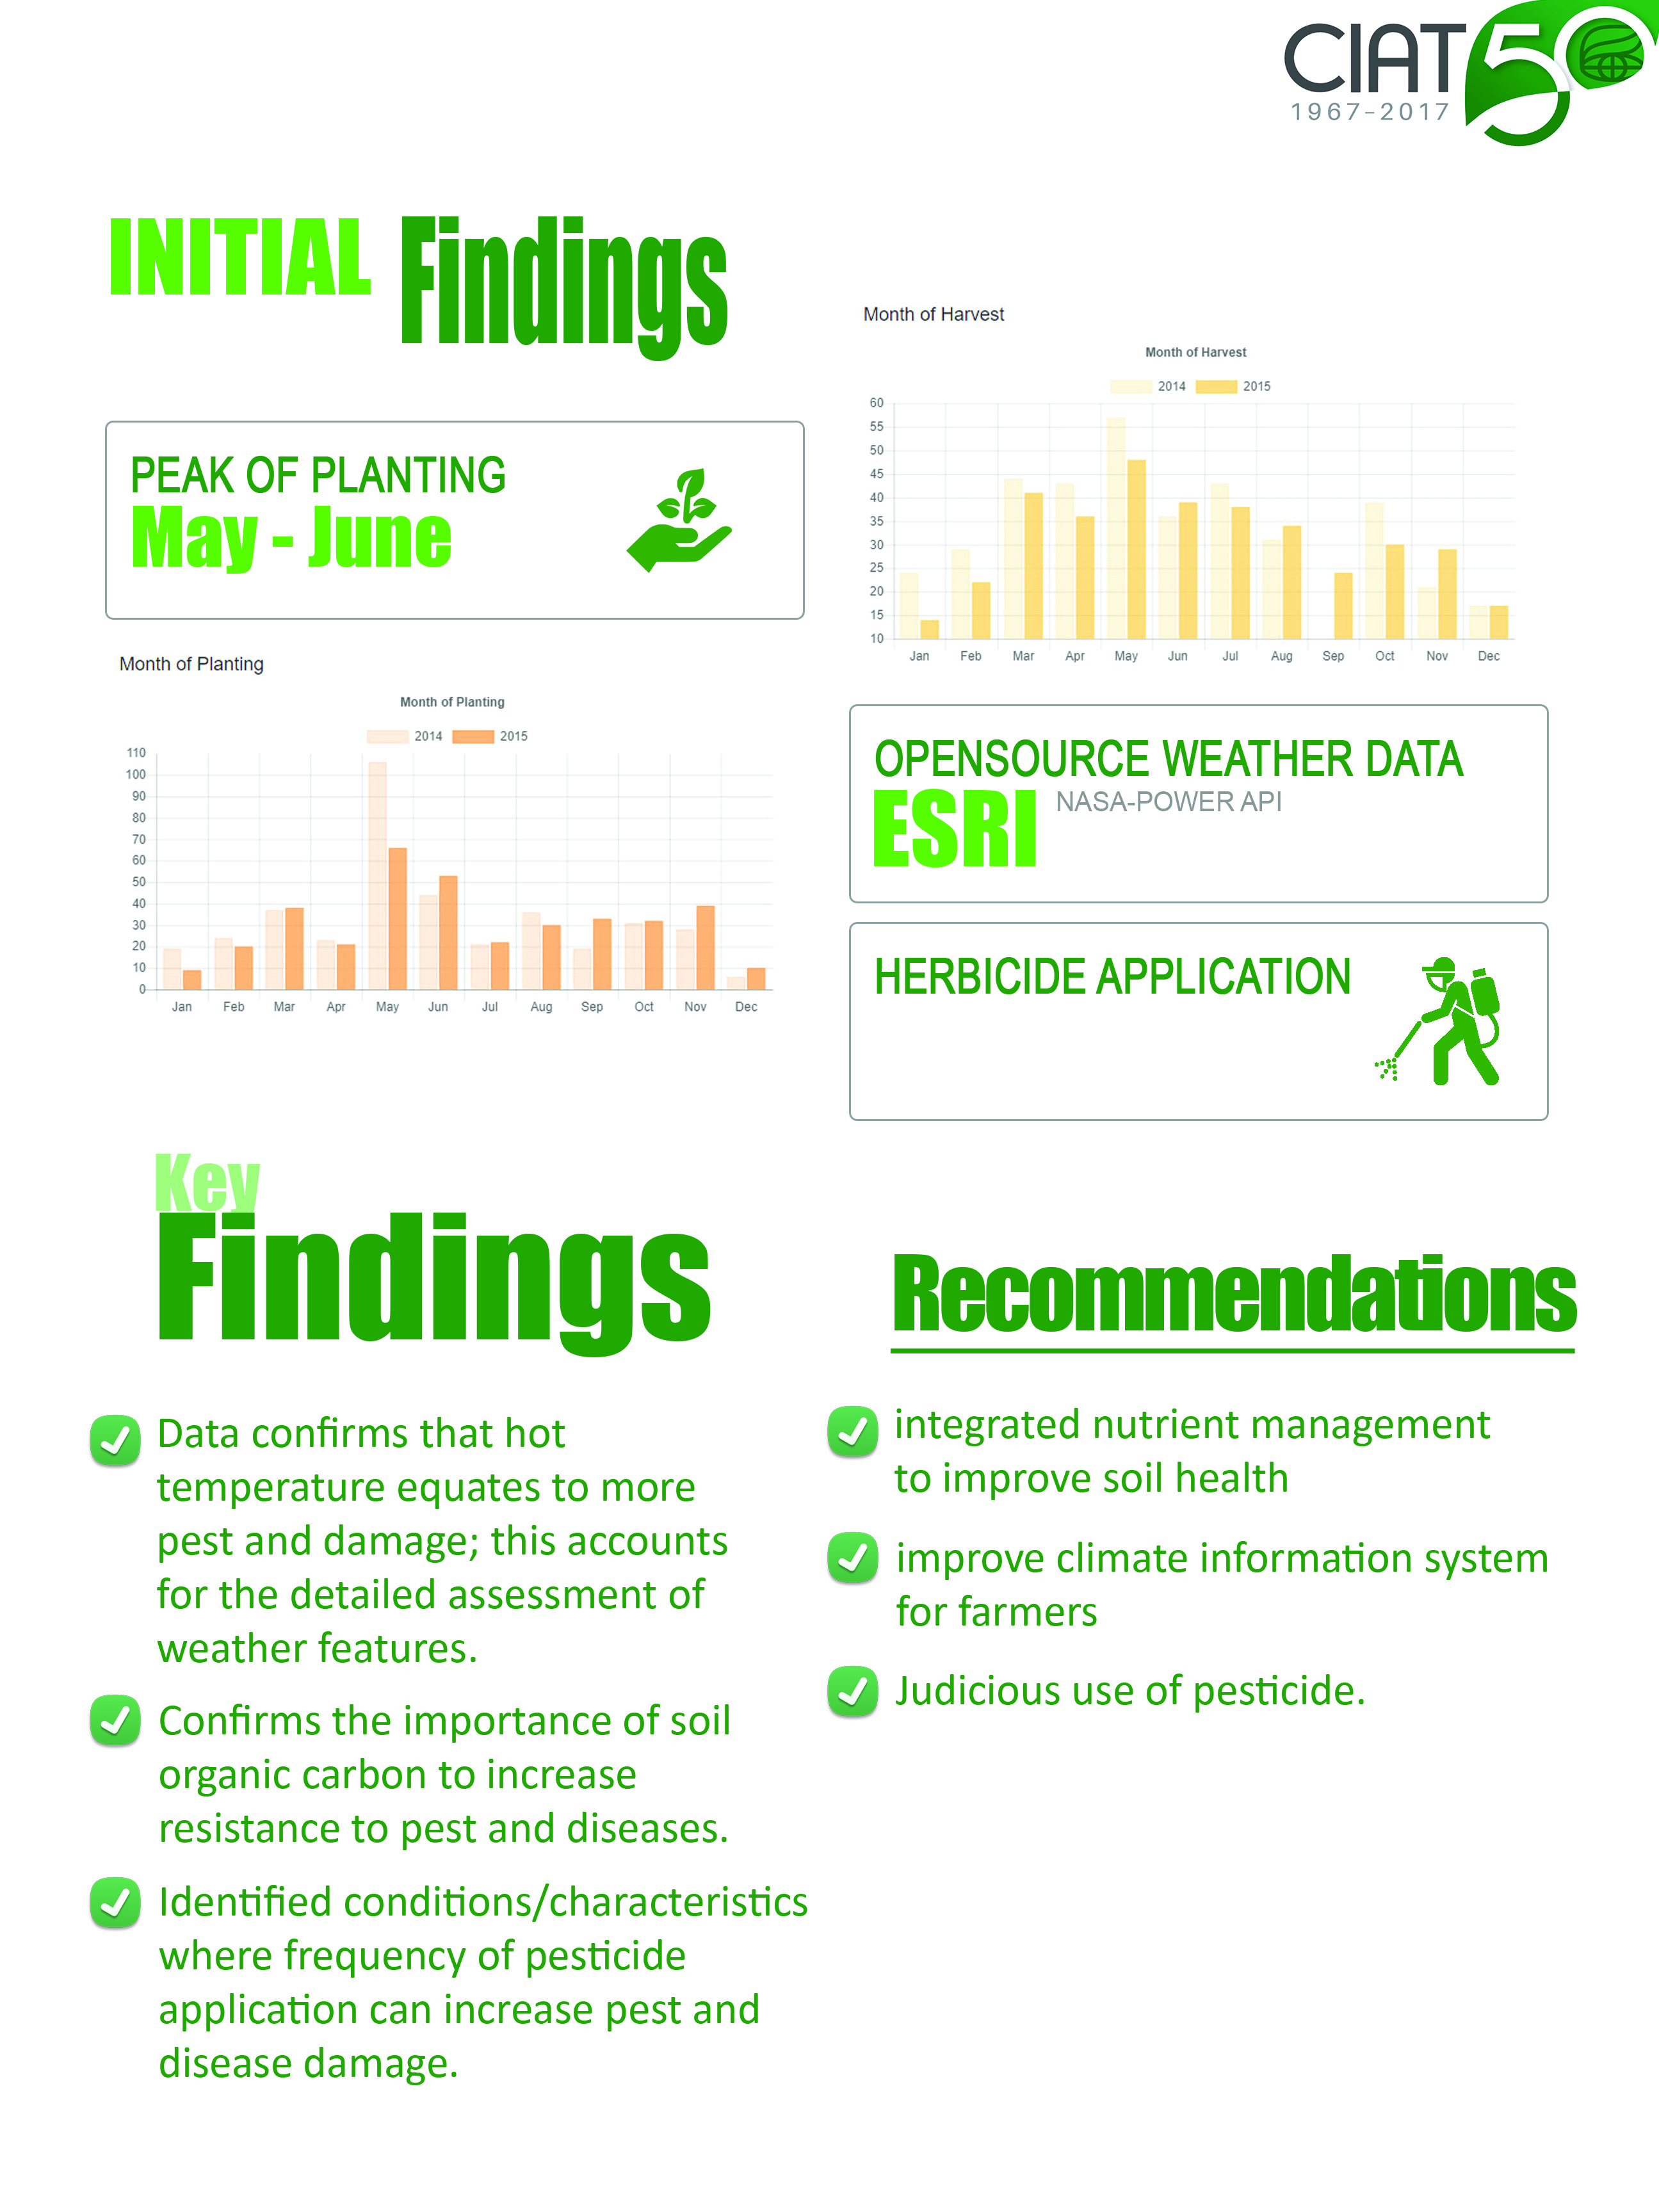 CIAT 50
1967-2017
INITIAL Findings
PEAK OF PLANTING
May - June
Month of Planting
Month of Planting
2014 2015
110
100
90
80
70
60
50
40
30
20
10
0
Jan Feb Mar Apr May Jun Jul Aug Sep Oct Nov Dec
Month of Harvest
Month of Harvest
2014 2015
60
55
50
45
40
35
30
25
20
15
10
Jan Feb Mar Apr May Jun Jul Aug Sep Oct Nov Dec
OPENSOURCE WEATHER DATA
ESRI NASA-POWER API
HERBICIDE APPLICATION
Key
Findings
Data confirms that hot
temperature equates to more
pest and damage; this accounts
for the detailed assessment of
weather features.
Confirms the importance of soil
organic carbon to increase
resistance to pest and diseases.
Identified conditions/characteristics
where frequency of pesticide
application can increase pest and
disease damage.
Recommendations
integrated nutrient management
to improve soil health
improve climate information system
for farmers
Judicious use of pesticide.